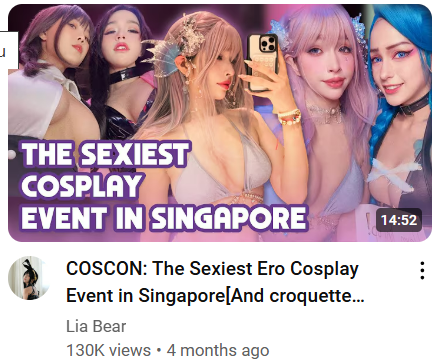 u
THE SEXIEST
COSPLAY
EVENT IN SINGAPORE
14:52
COSCON: The Sexiest Ero Cosplay
Event in Singapore[And croquette...
Lia Bear
130K views • 4 months ago